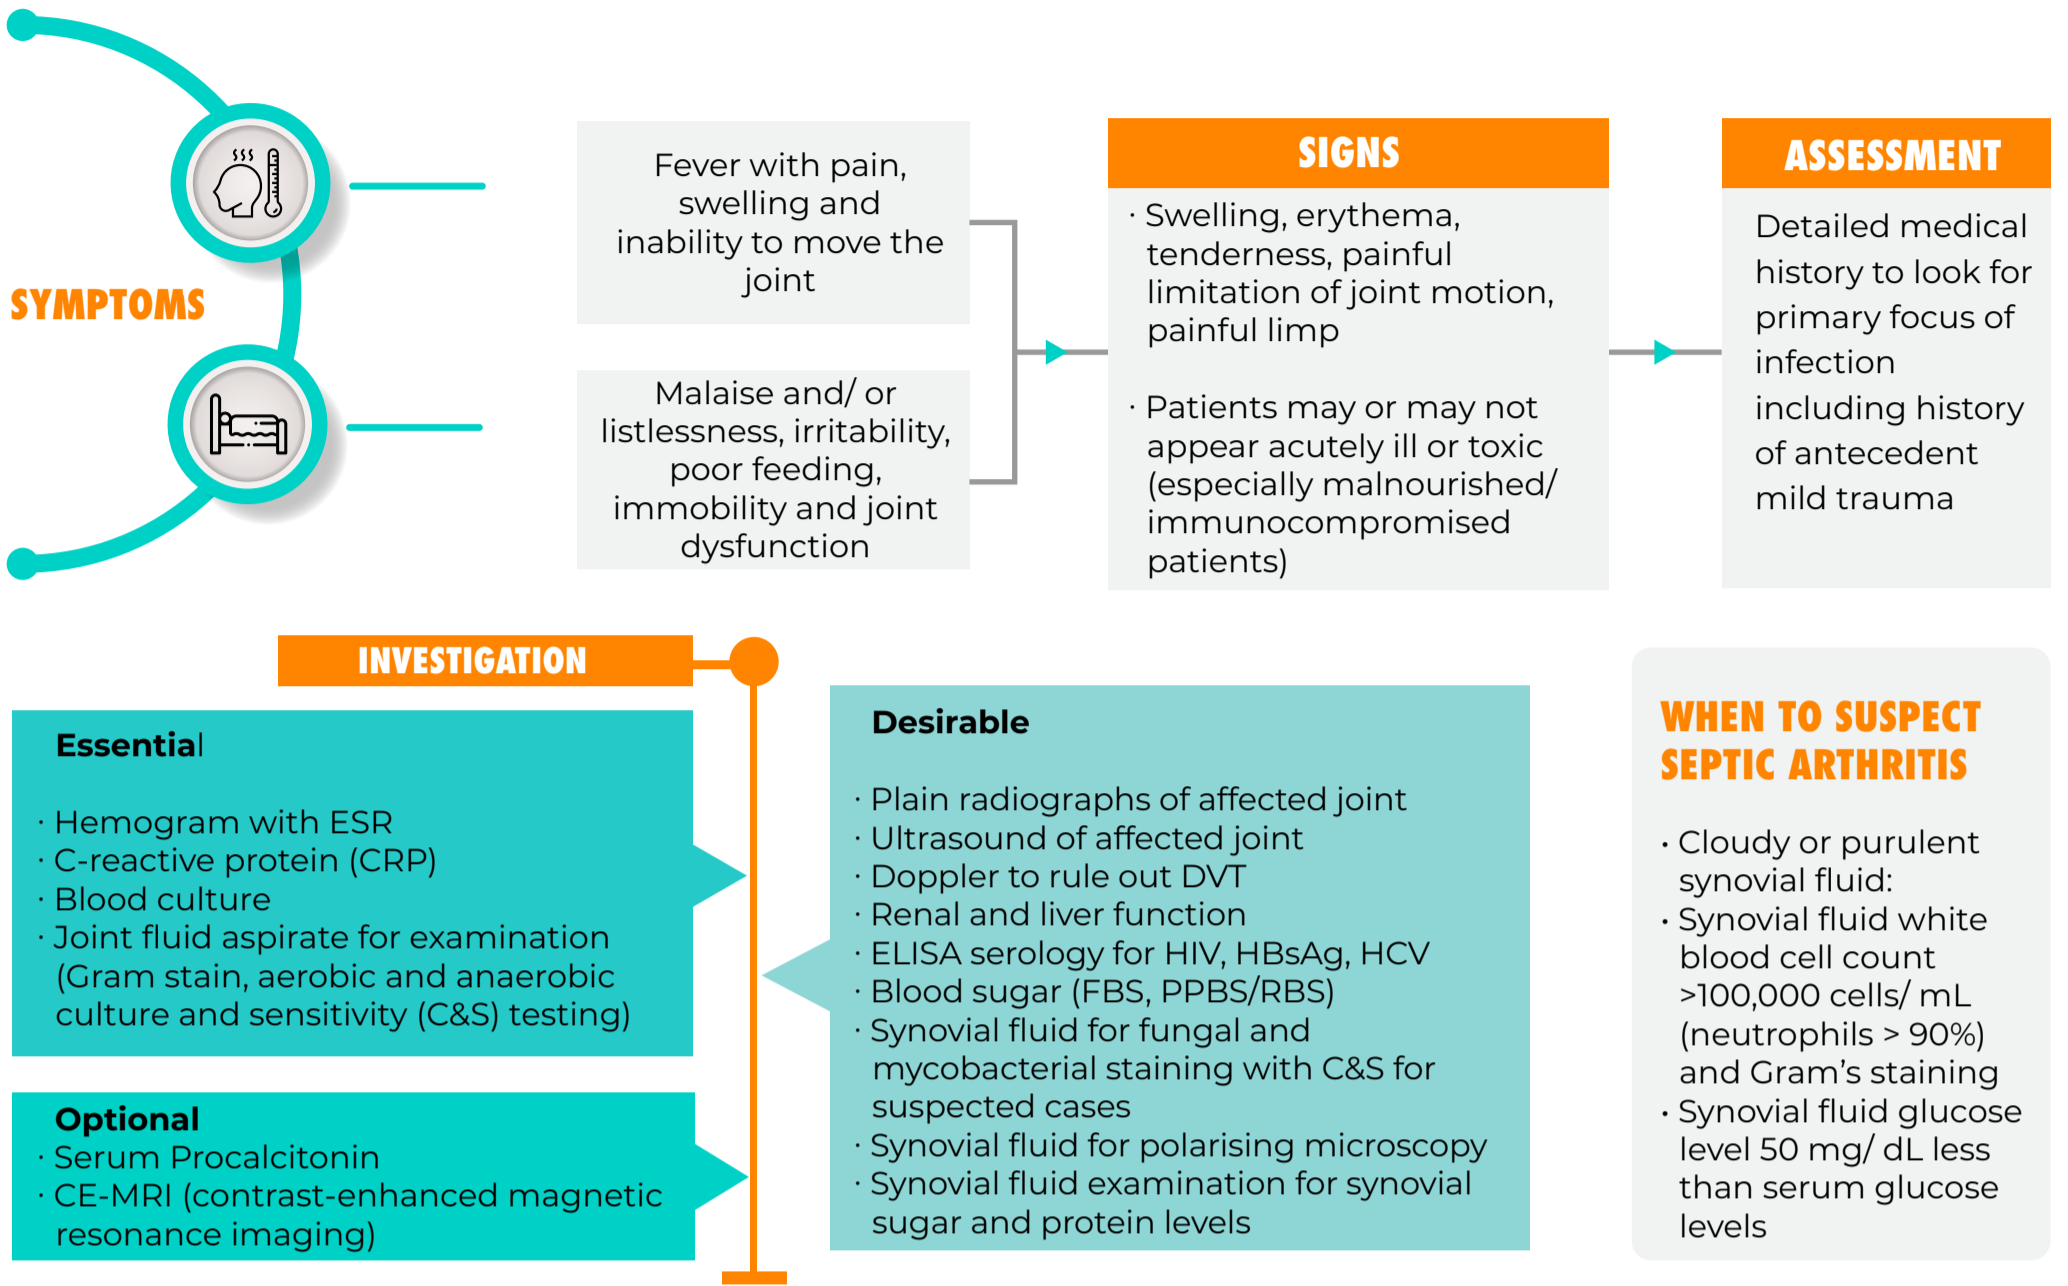 SYMPTOMS
Fever with pain,
swelling and
inability to move the
joint
Malaise and/ or
listlessness, irritability,
poor feeding,
immobility and joint
dysfunction
SIGNS
· Swelling, erythema,
tenderness, painful
limitation of joint motion,
painful limp
· Patients may or may not
appear acutely ill or toxic
(especially malnourished/
immunocompromised
patients)
ASSESSMENT
Detailed medical
history to look for
primary focus of
infection
including history
of antecedent
mild trauma
INVESTIGATION
Essential
· Hemogram with ESR
· C-reactive protein (CRP)
· Blood culture
· Joint fluid aspirate for examination
(Gram stain, aerobic and anaerobic
culture and sensitivity (C&S) testing)
Optional
· Serum Procalcitonin
· CE-MRI (contrast-enhanced magnetic
resonance imaging)
Desirable
· Plain radiographs of affected joint
· Ultrasound of affected joint
· Doppler to rule out DVT
· Renal and liver function
· ELISA serology for HIV, HBsAg, HCV
· Blood sugar (FBS, PPBS/RBS)
· Synovial fluid for fungal and
mycobacterial staining with C&S for
suspected cases
· Synovial fluid for polarising microscopy
· Synovial fluid examination for synovial
sugar and protein levels
WHEN TO SUSPECT
SEPTIC ARTHRITIS
• Cloudy or purulent
synovial fluid:
• Synovial fluid white
blood cell count
>100,000 cells/ mL
(neutrophils > 90%)
and Gram's staining
• Synovial fluid glucose
level 50 mg/ dL less
than serum glucose
levels